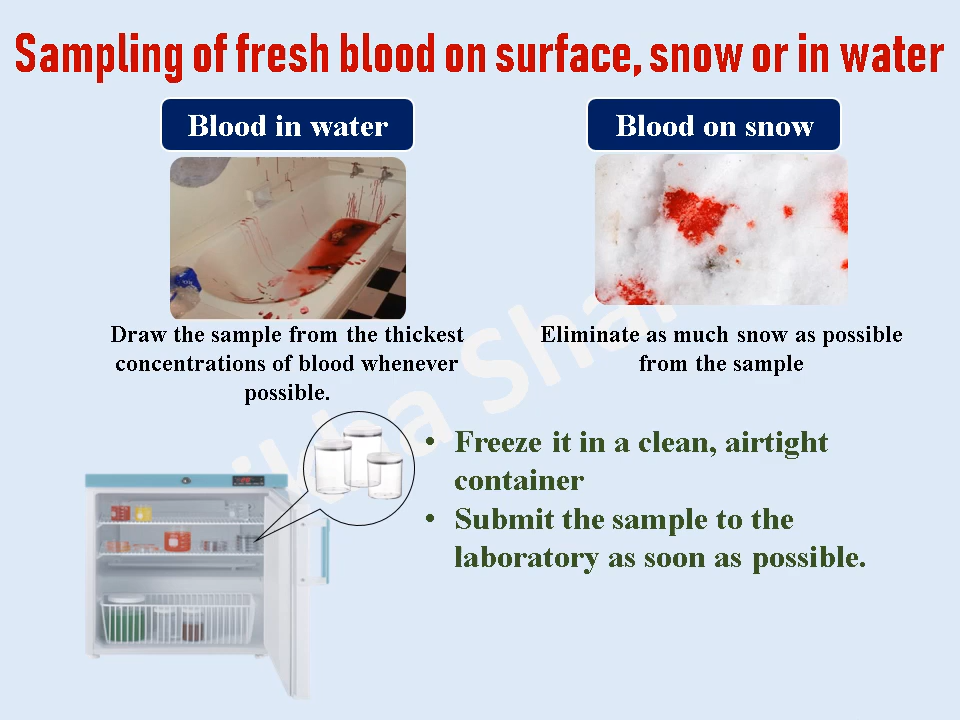 Sampling of fresh blood on surface, snow or in water
Blood in water
Blood on snow
Draw the sample from the thickest
concentrations of blood whenever
possible.
Eliminate as much snow as possible
from the sample
• Freeze it in a clean, airtight
container
• Submit the sample to the
laboratory as soon as possible.